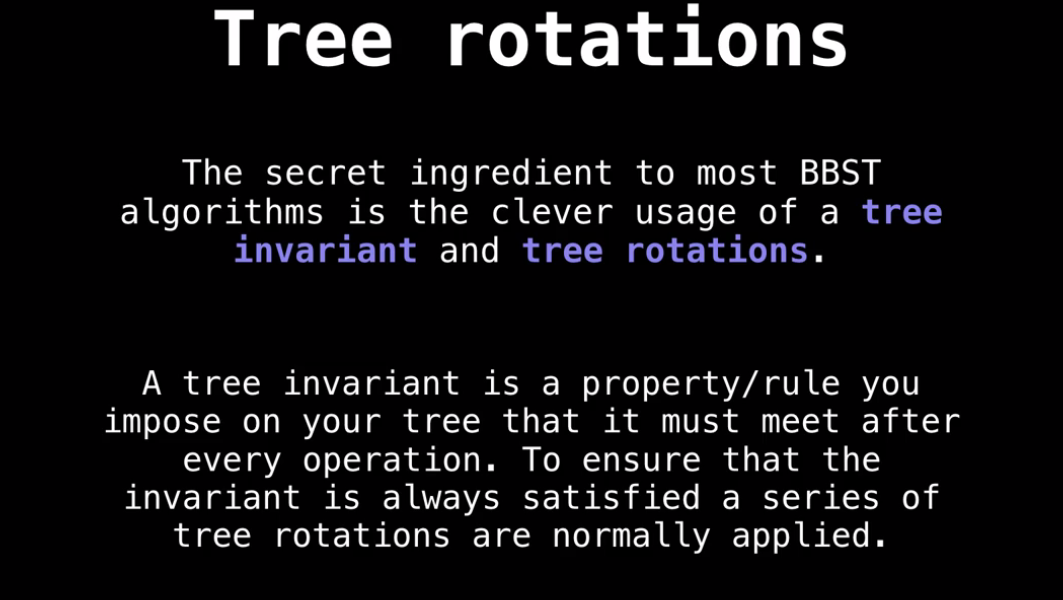 Tree rotations
The secret ingredient to most BBST
algorithms is the clever usage of a tree
invariant and tree rotations.
A tree invariant is a property/rule you
impose on your tree that it must meet after
every operation. To ensure that the
invariant is always satisfied a series of
tree rotations are normally applied.